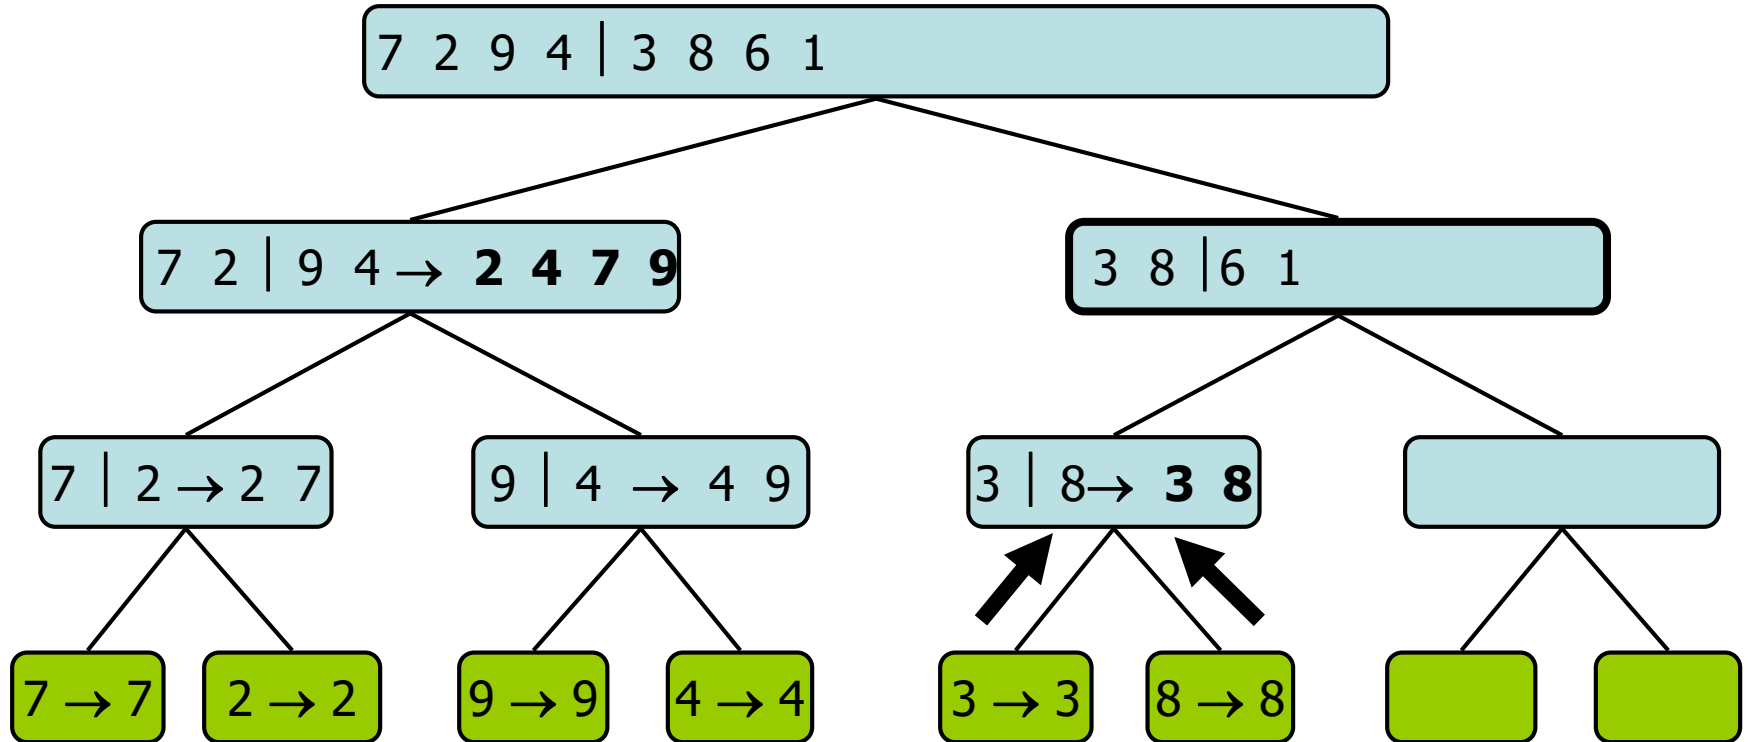 7 2 9 4 | 3 8 6 1
7 2 | 9 4 → 2 4 7 9
3 8 | 6 1
7 | 2 → 2 7
9 | 4 → 4 9
3 | 8 → 3 8
7 → 7
2 → 2
9 → 9
4 → 4
3 → 3
8 → 8